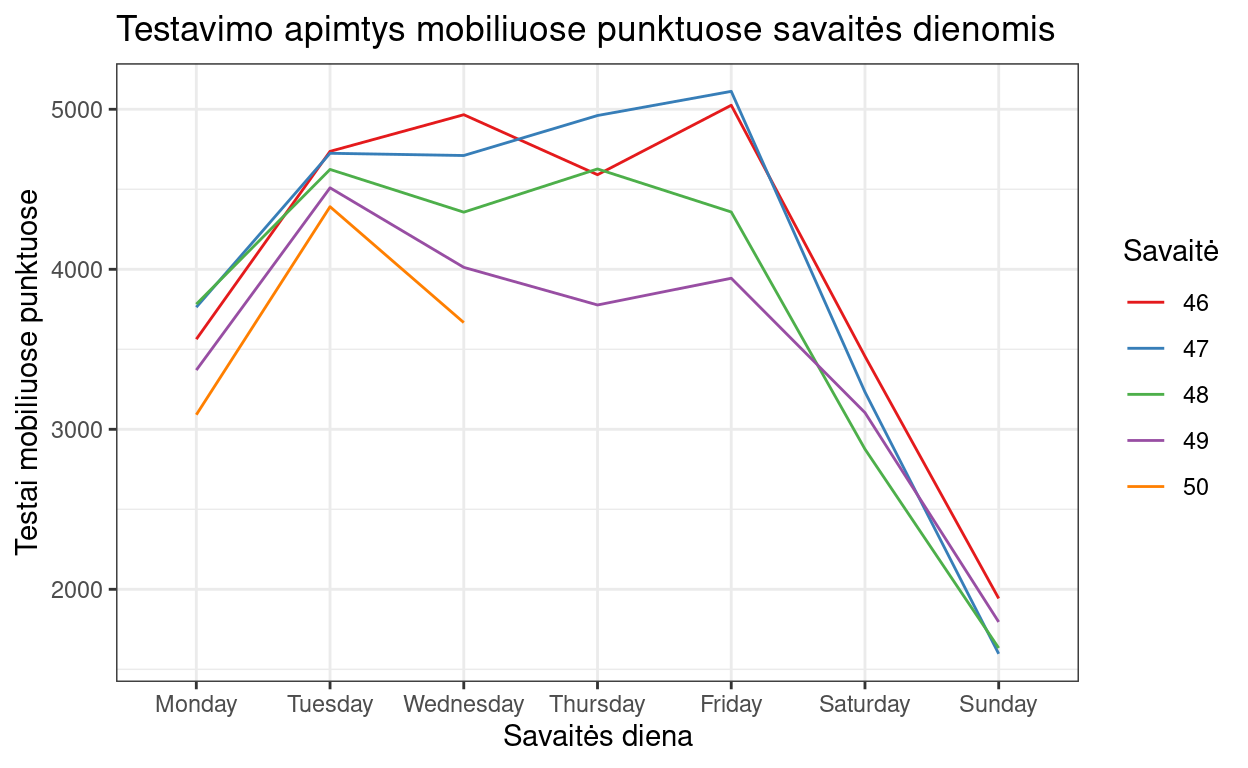 Testavimo apimtys mobiliuose punktuose savaitės dienomis
Testai mobiliuose punktuose
5000
4000
3000
2000
Monday Tuesday Wednesday Thursday Friday Saturday Sunday
Savaitės diena
Savaitė
46
47
48
49
50